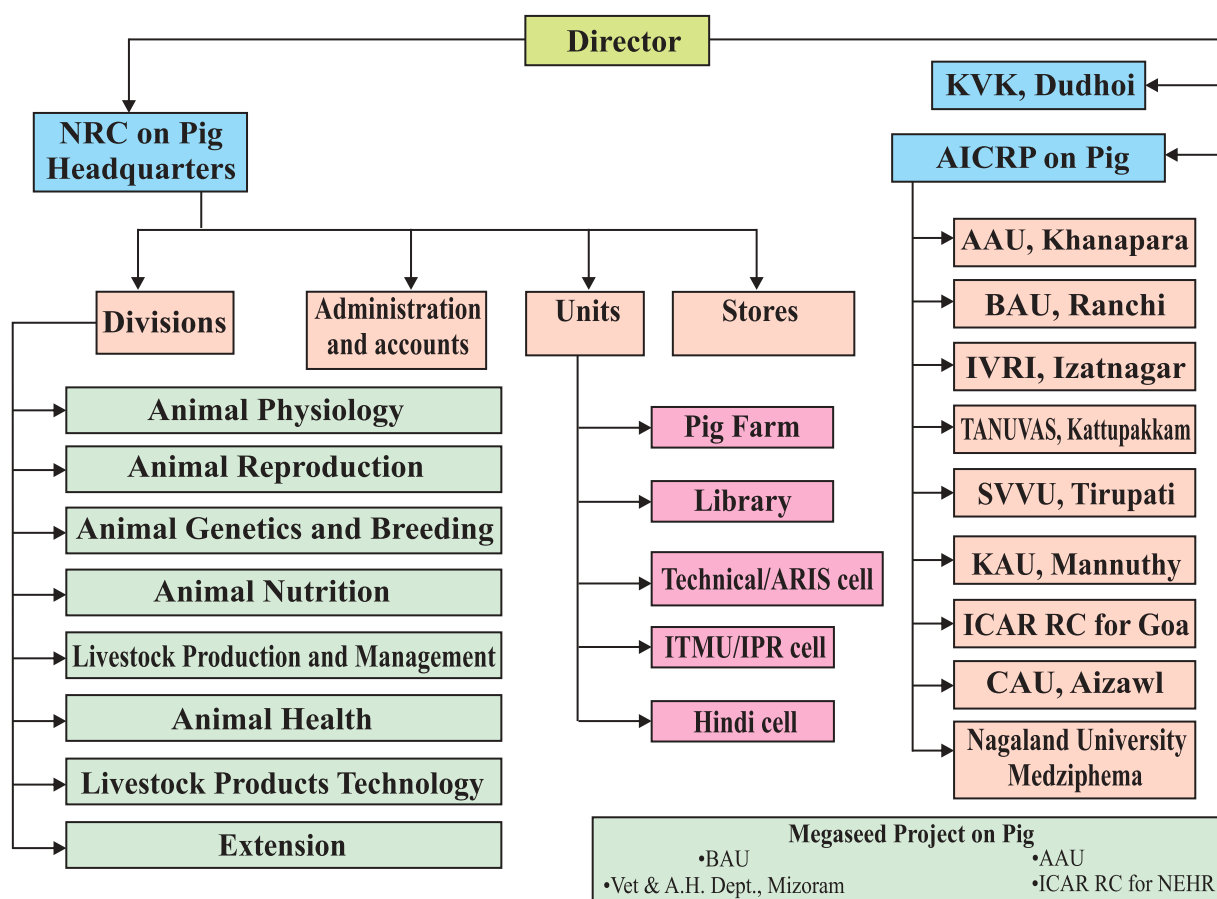 Director
KVK, Dudhoi
NRC on Pig
Headquarters
AICRP on Pig
Divisions
Administration
and accounts
Units
Stores
Animal Physiology
Animal Reproduction
Animal Genetics and Breeding
Animal Nutrition
Livestock Production and Management
Animal Health
Livestock Products Technology
Extension
Pig Farm
Library
Technical/ARIS cell
ITMU/IPR cell
Hindi cell
AAU, Khanapara
BAU, Ranchi
IVRI, Izatnagar
TANUVAS, Kattupakkam
SVVU, Tirupati
KAU, Mannuthy
ICAR RC for Goa
CAU, Aizawl
Nagaland University
Medziphema
Megaseed Project on Pig
•BAU
•AAU
•Vet & A.H. Dept., Mizoram
•ICAR RC for NEHR